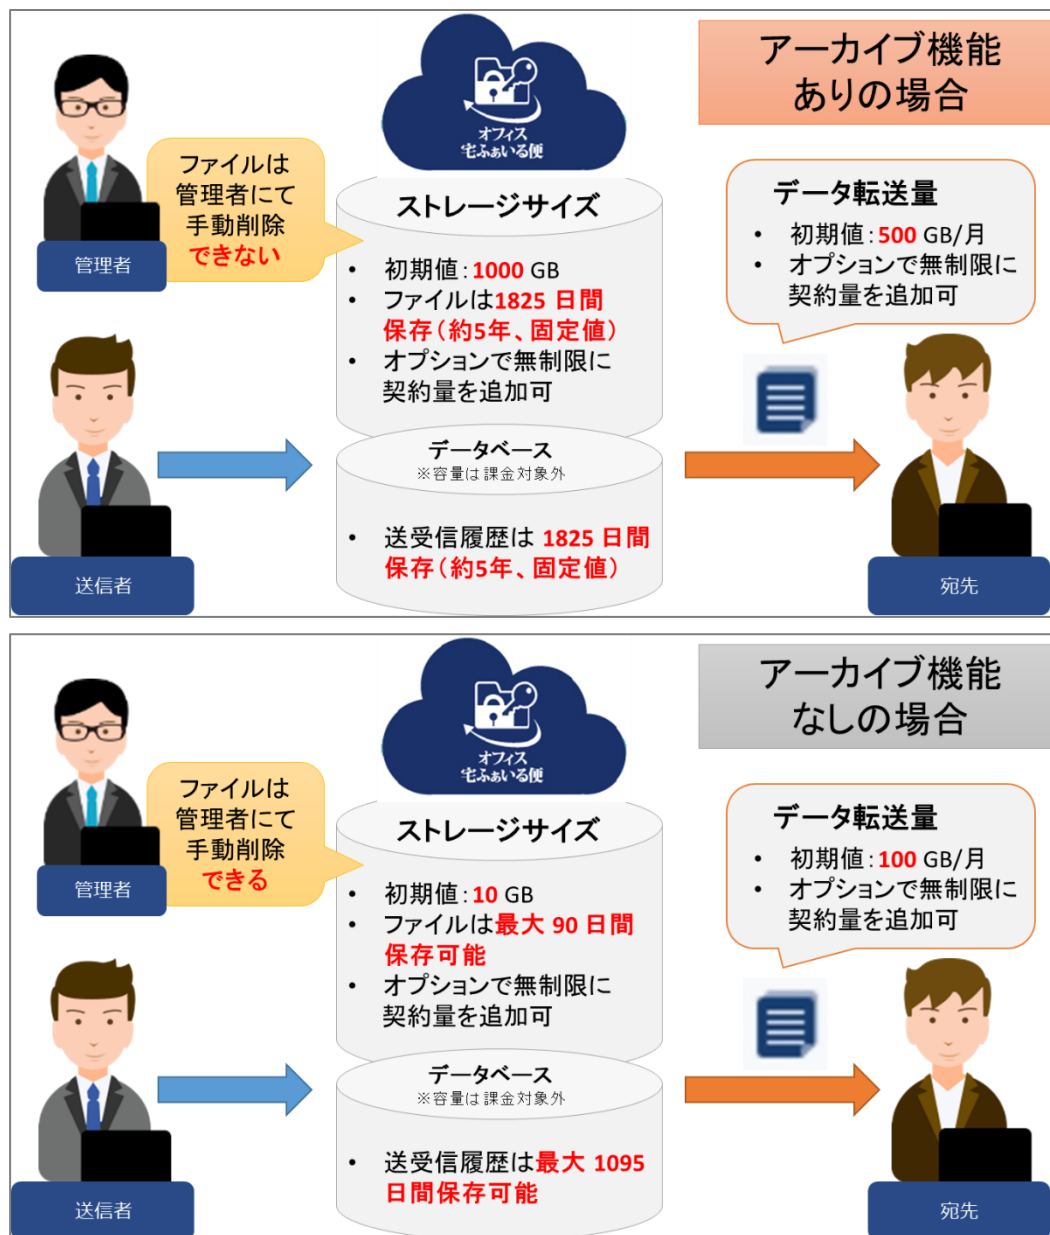 アーカイブ機能
ありの場合
オフィス
宅ふぁいる便
ファイルは
管理者にて
手動削除
できない
管理者
ストレージサイズ
• 初期値：1000 GB
• ファイルは1825 日間
保存（約5年、固定値）
• オプションで無制限に
契約量を追加可
データ転送量
• 初期値：500 GB/月
• オプションで無制限に
契約量を追加可
データベース
※容量は課金対象外
• 送受信履歴は 1825 日間
保存（約5年、固定値）
送信者
宛先
アーカイブ機能
なしの場合
オフィス
宅ふぁいる便
ファイルは
管理者にて
手動削除
できる
管理者
ストレージサイズ
• 初期値：10 GB
• ファイルは最大 90 日間
保存可能
• オプションで無制限に
契約量を追加可
データ転送量
• 初期値：100 GB/月
• オプションで無制限に
契約量を追加可
データベース
※容量は課金対象外
• 送受信履歴は最大 1095
日間保存可能
送信者
宛先